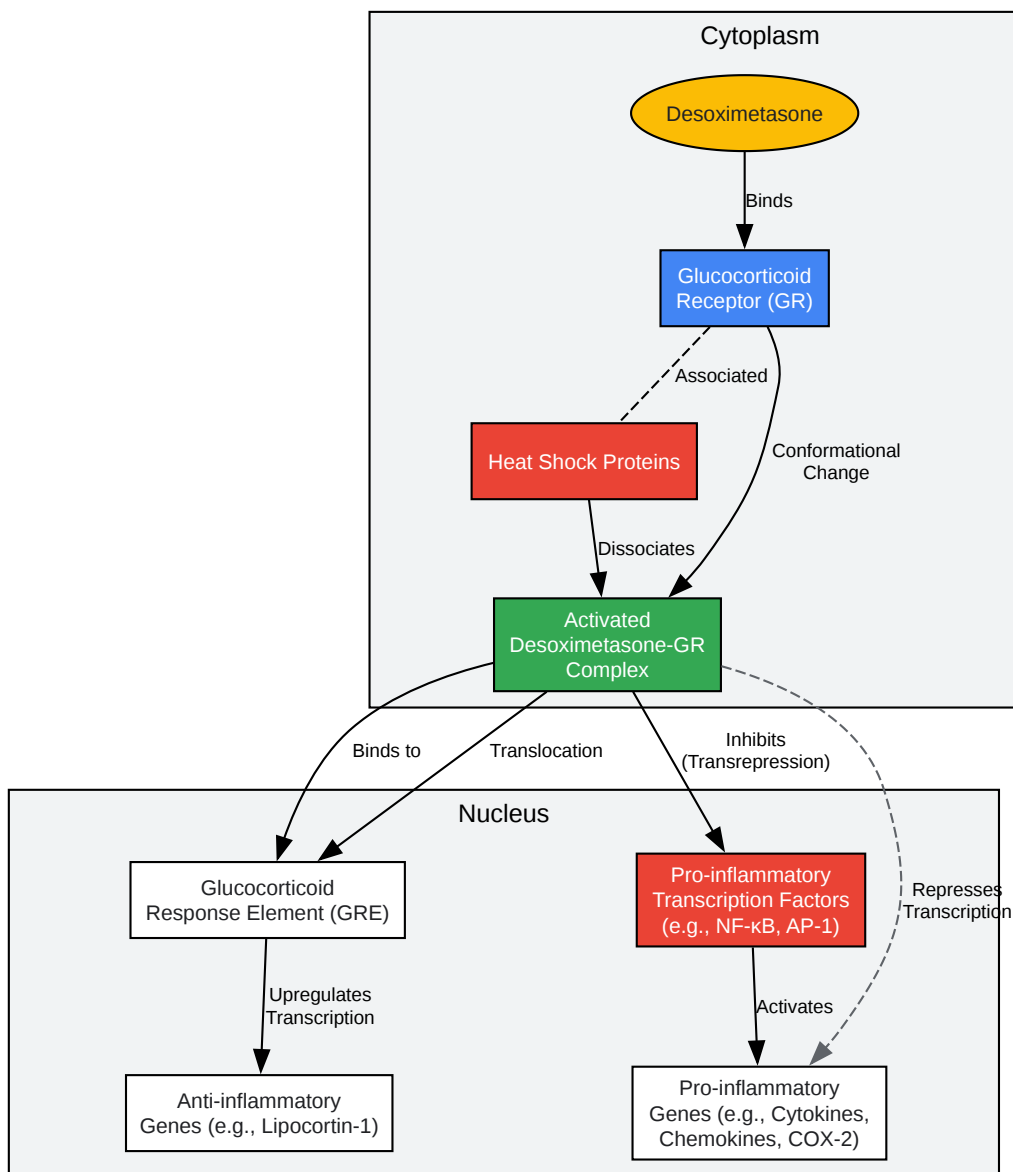 Cytoplasm
Desoximetasone
Binds
Glucocorticoid
Receptor (GR)
Associated
Heat Shock Proteins
Conformational
Change
Dissociates
Activated
Desoximetasone-GR
Complex
Binds to
Translocation
Inhibits
(Transrepression)
Nucleus
Glucocorticoid
Response Element (GRE)
Pro-inflammatory
Transcription Factors
(e.g., NF-κB, AP-1)
Represses
Transcription
Upregulates
Transcription
Activates
Anti-inflammatory
Genes (e.g., Lipocortin-1)
Pro-inflammatory
Genes (e.g., Cytokines,
Chemokines, COX-2)